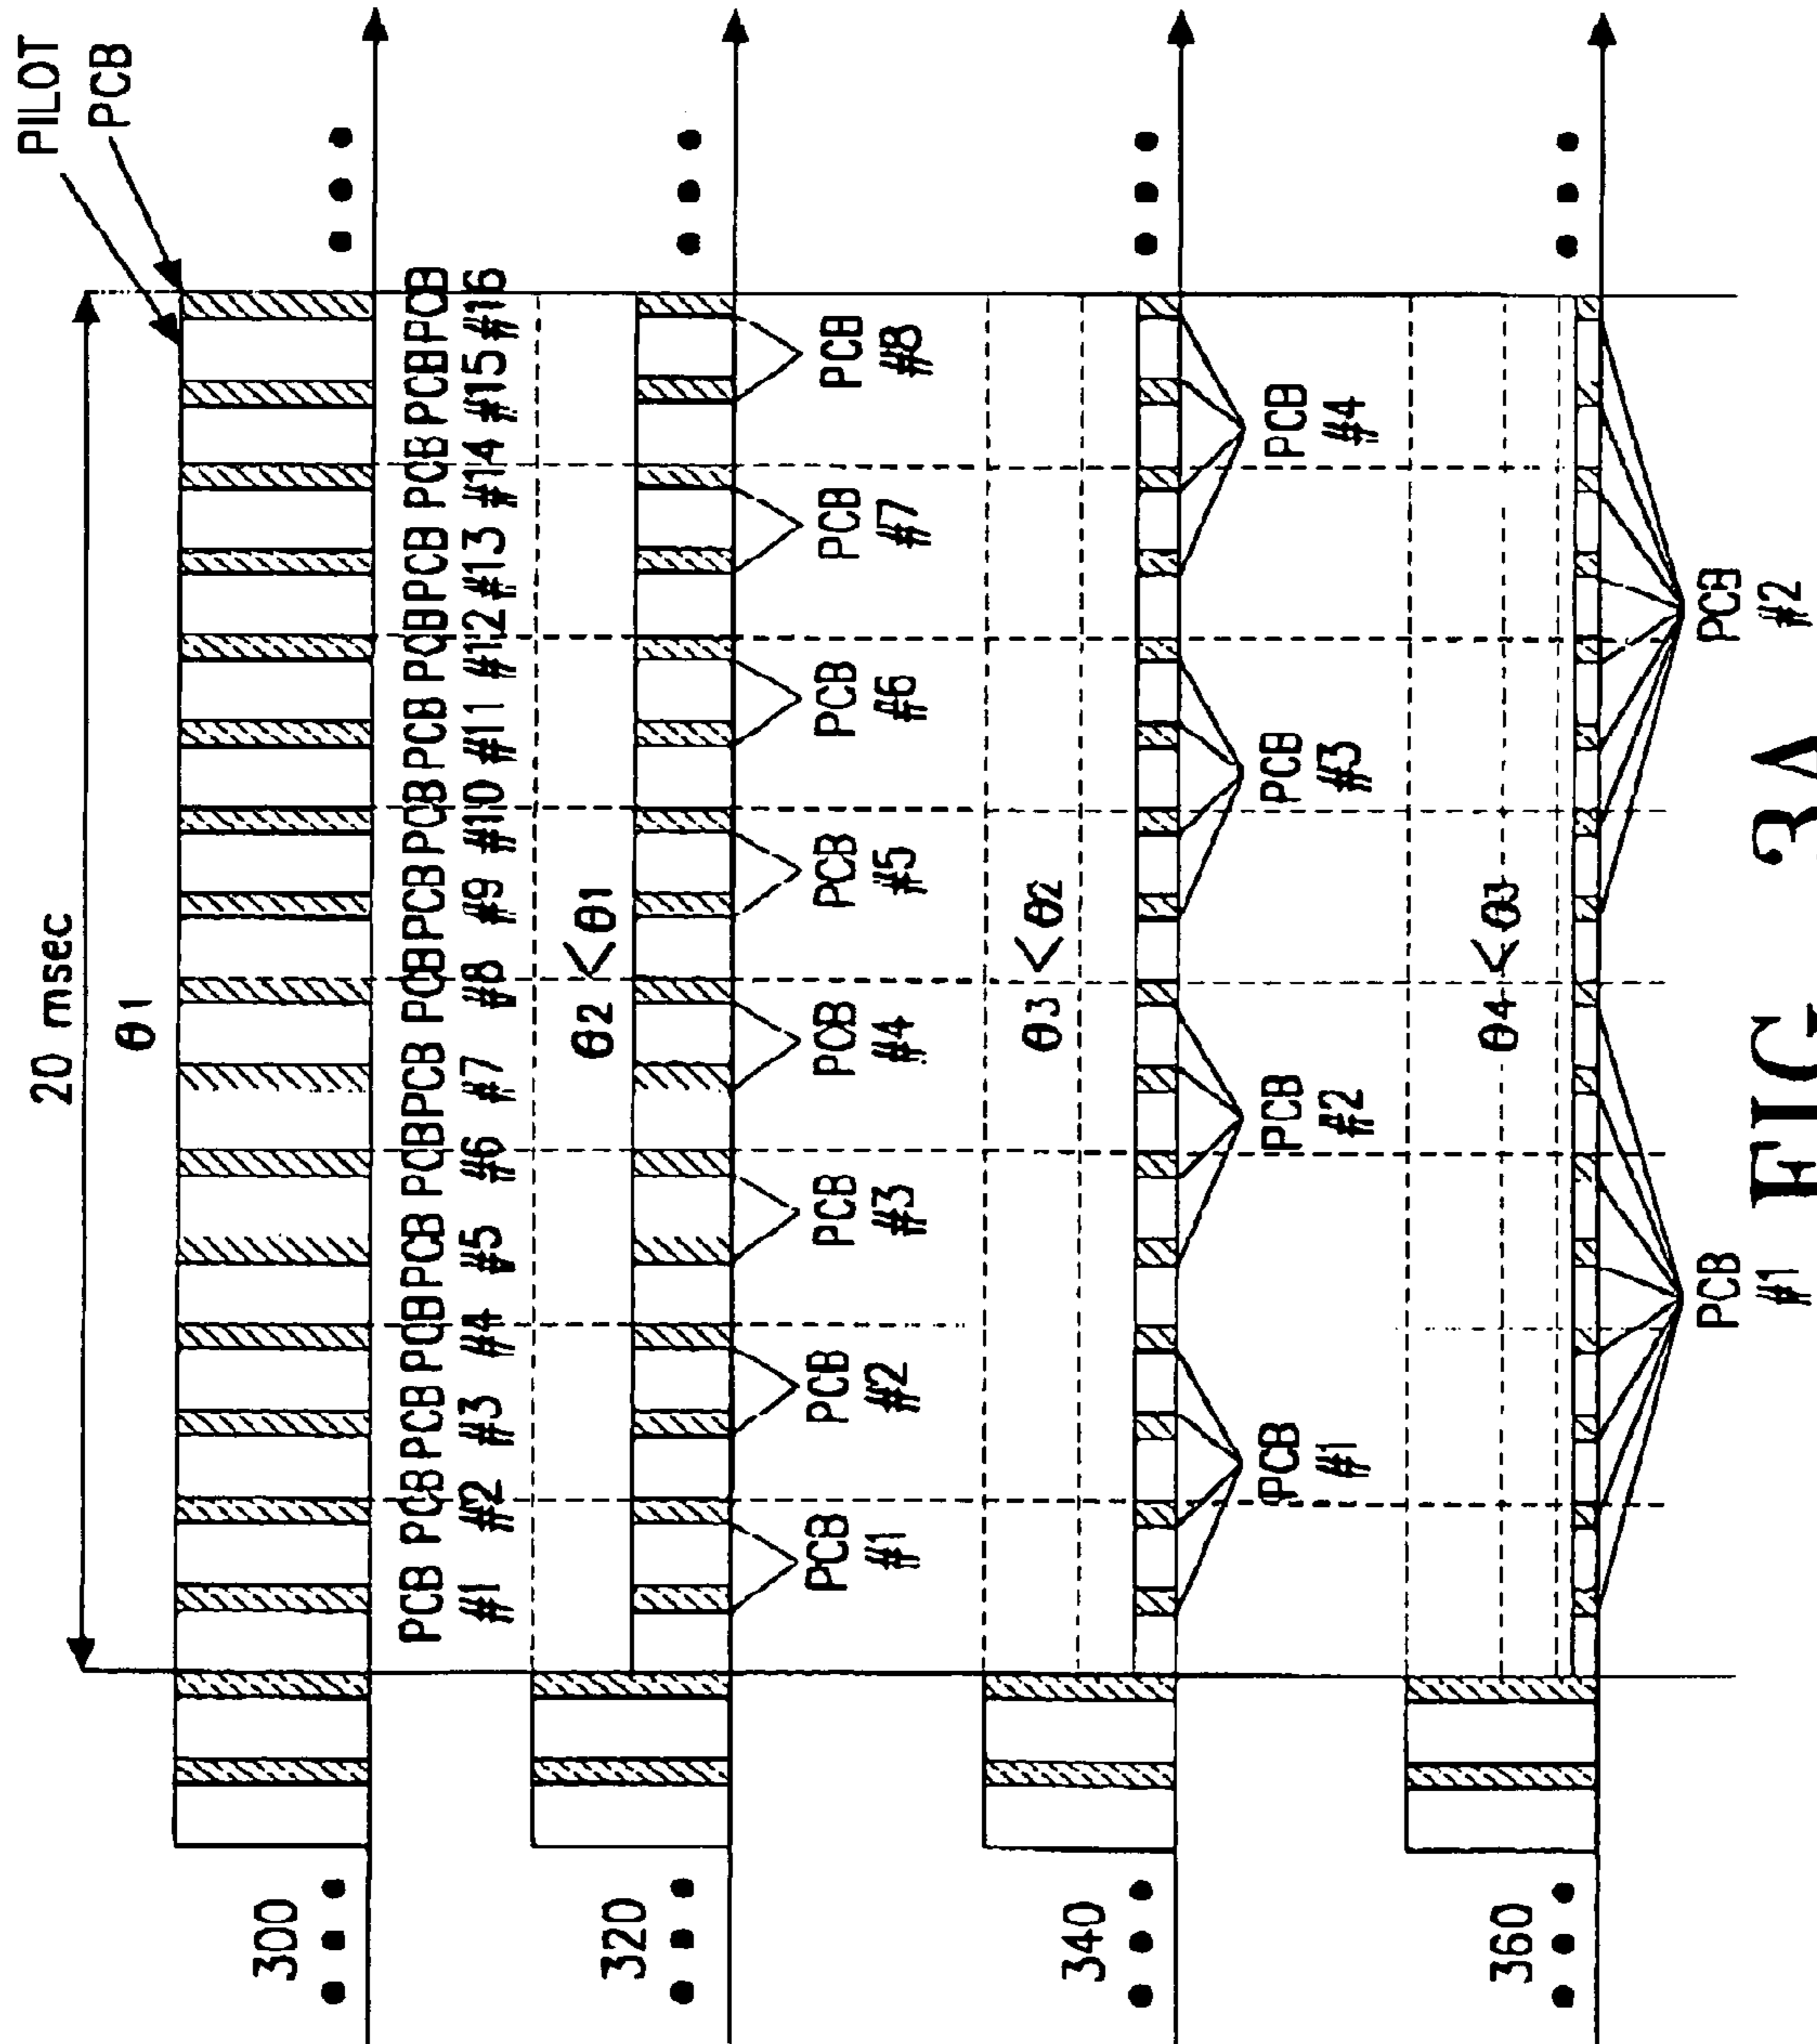 20 msec
PILOT
PCB
θ1
300
PCB PCB PCB PCB PCB PCB PCB PCB PCB PCB PCB PCB PCB PCB PCB PCB
#1 #2 #3 #4 #5 #6 #7 #8 #9 #10 #11 #12 #13 #14 #15 #16
θ2 < θ1
320
PCB PCB PCB PCB PCB PCB PCB PCB
#1 #2 #3 #4 #5 #6 #7 #8
θ3 < θ2
340
PCB PCB PCB PCB
#1 #2 #3 #4
θ4 < θ3
360
PCB PCB
#1 #2
FIG. 3A